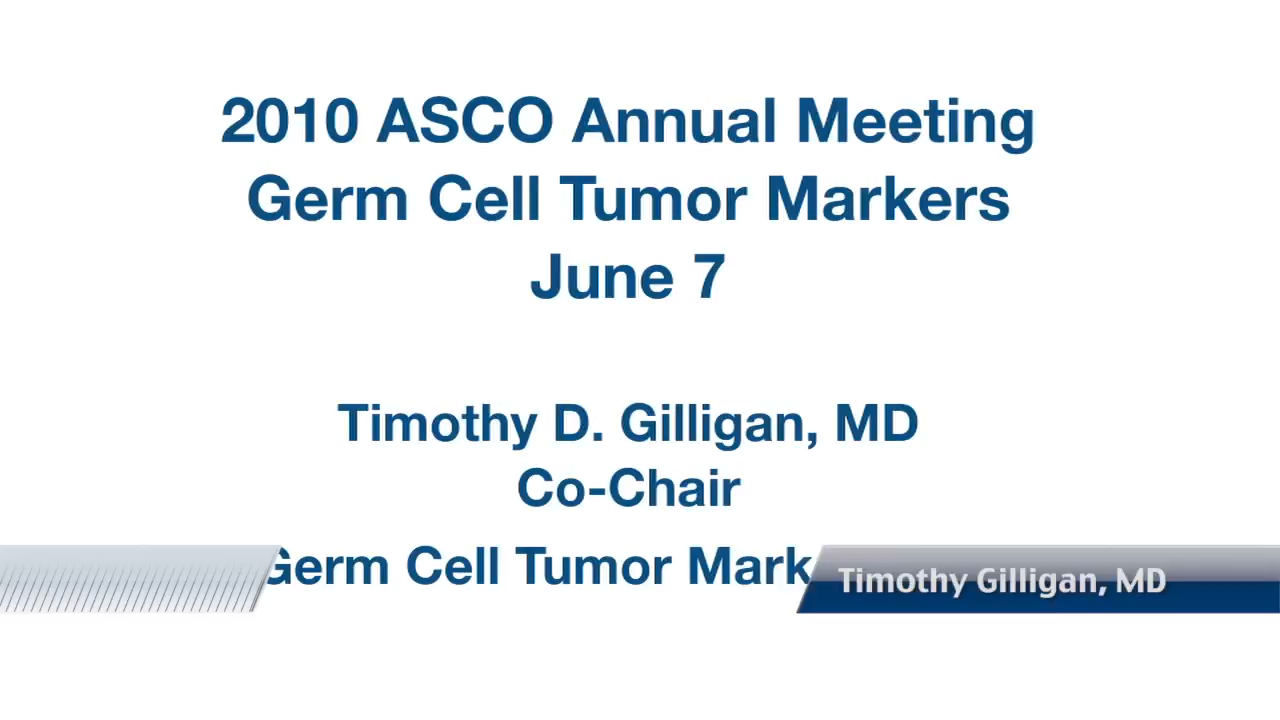 2010 ASCO Annual Meeting
Germ Cell Tumor Markers
June 7
Timothy D. Gilligan, MD
Co-Chair
Germ Cell Tumor Mark
Timothy Gilligan, MD